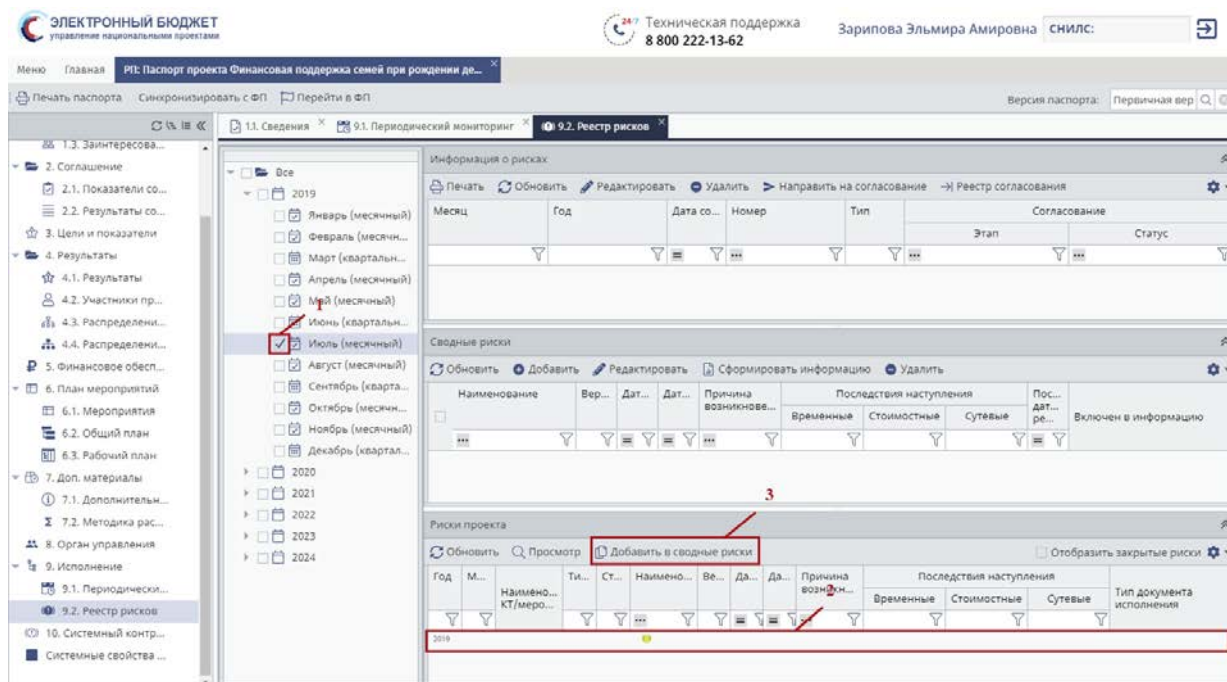 ЭЛЕКТРОННЫЙ БЮДЖЕТ
управление национальными проектами
24/7 Техническая поддержка
8 800 222-13-62
Зарипова Эльмира Амировна СНИЛС:
Меню Главная РП: Паспорт проекта Финансовая поддержка семей при рождении де...
Печать паспорта Синхронизировать с ФП Перейти в ФП Версия паспорта: Первичная вер
1.1. Сведения 9.1. Периодический мониторинг 9.2. Реестр рисков
1.3. Заинтересова...
2. Соглашение
2.1. Показатели со...
2.2. Результаты со...
3. Цели и показатели
4. Результаты
4.1. Результаты
4.2. Участники пр...
4.3. Распределени...
4.4. Распределени...
5. Финансовое обесп...
6. План мероприятий
6.1. Мероприятия
6.2. Общий план
6.3. Рабочий план
7. Доп. материалы
7.1. Дополнительн...
7.2. Методика рас...
8. Орган управления
9. Исполнение
9.1. Периодически...
9.2. Реестр рисков
10. Системный контр...
Системные свойства ...
Все
2019
Январь (месячный)
Февраль (месячн...
Март (квартальн...
Апрель (месячный)
Май (месячный)
1
Июнь (квартальн...
Июль (месячный)
Август (месячный)
Сентябрь (кварта...
Октябрь (месячн...
Ноябрь (месячный)
Декабрь (квартал...
2020
2021
2022
2023
2024
Информация о рисках
Печать Обновить Редактировать Удалить Направить на согласование Реестр согласования
Месяц Год Дата со... Номер Тип Согласование
Этап Статус
Сводные риски
Обновить Добавить Редактировать Сформировать информацию Удалить
Наименование Вер... Дат... Дат... Причина возникнове... Последствия наступления Пос... дат... ре... Включен в информацию
Временные Стоимостные Сутевые
3
Риски проекта
Обновить Просмотр Добавить в сводные риски Отобразить закрытые риски
Год М... Наимено... КТ/меро... Ти... Ст... Наимено... Ве... Да... Да... Причина Последствия наступления Тип документа исполнения
2
Временные Стоимостные Сутевые
2019